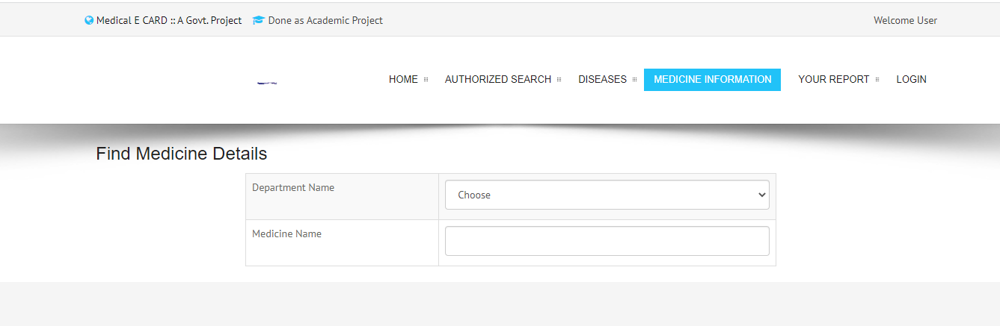 Medical E CARD :: A Govt. Project Done as Academic Project Welcome User
HOME AUTHORIZED SEARCH DISEASES MEDICINE INFORMATION YOUR REPORT LOGIN
Find Medicine Details
Department Name Choose
Medicine Name